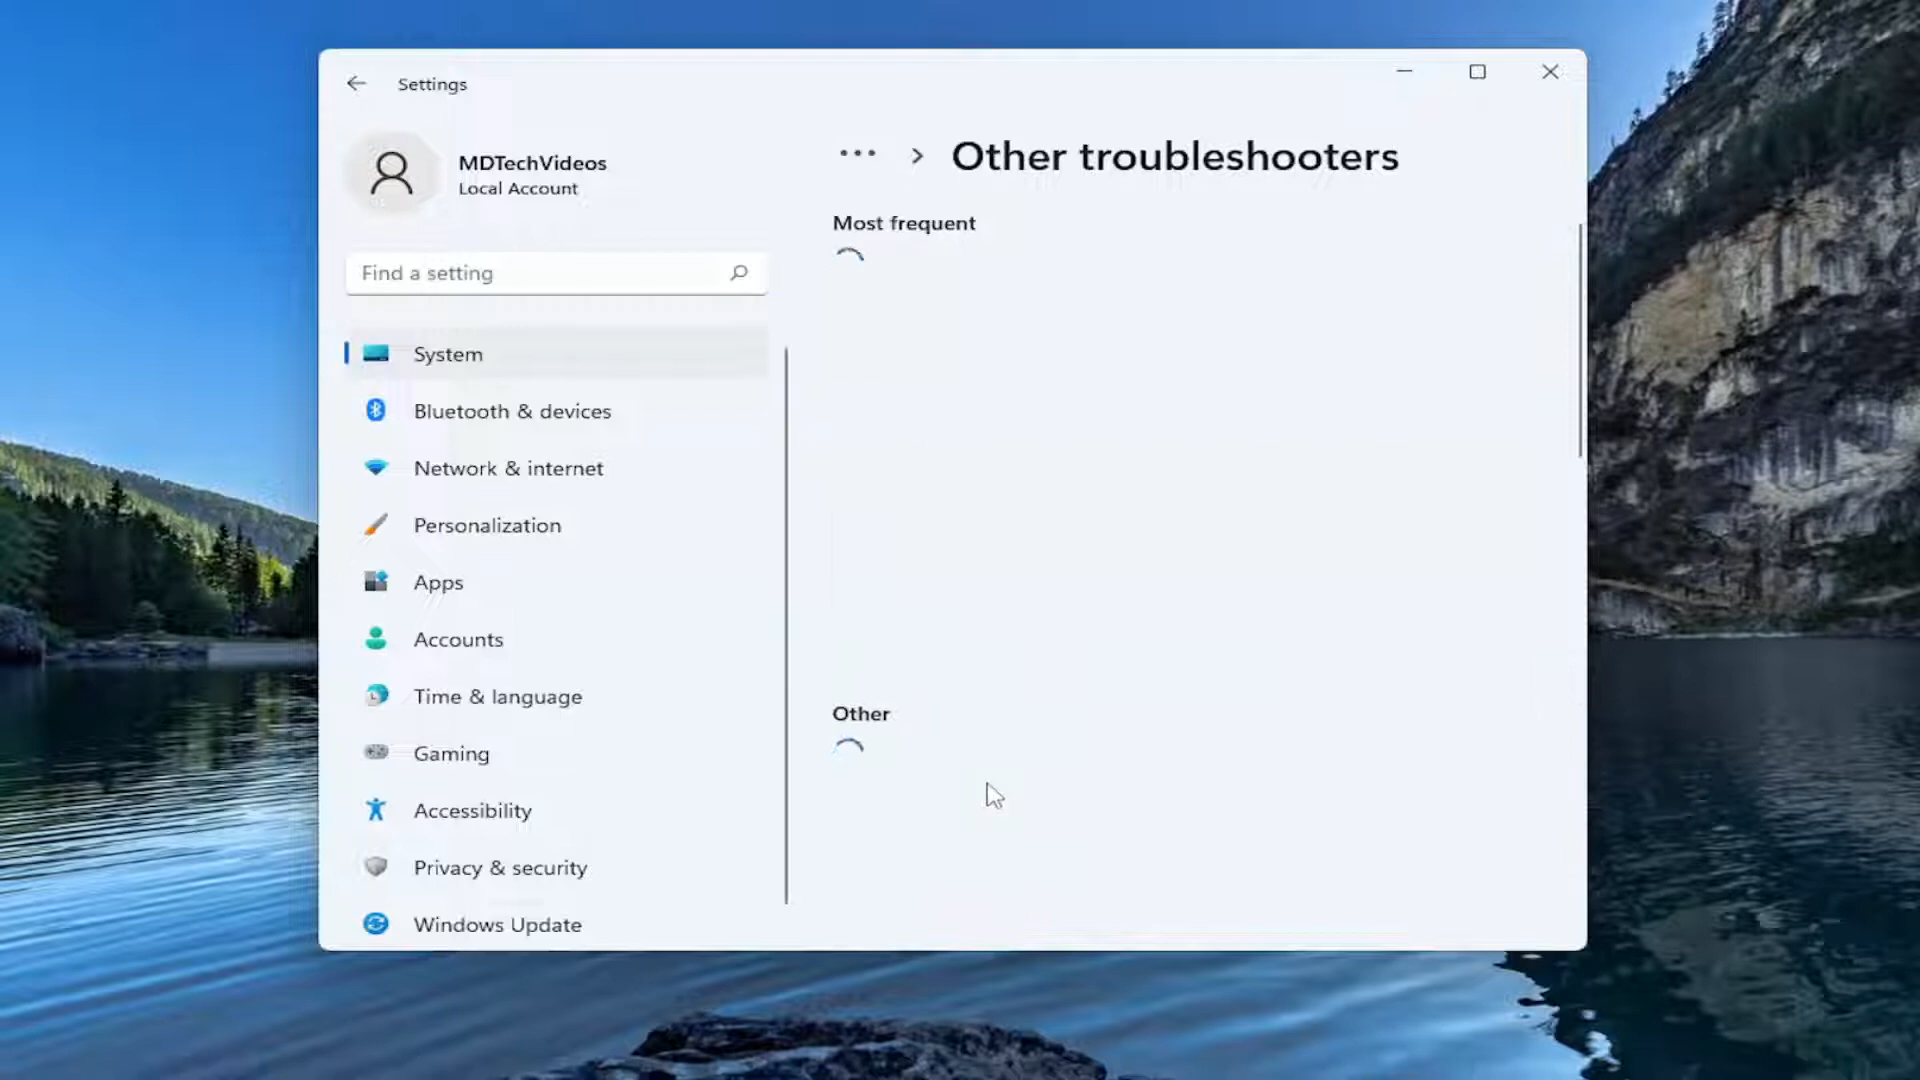 Settings
MDTechVideos
Local Account
Find a setting
System
Bluetooth & devices
Network & internet
Personalization
Apps
Accounts
Time & language
Gaming
Accessibility
Privacy & security
Windows Update
... > Other troubleshooters
Most frequent
Other